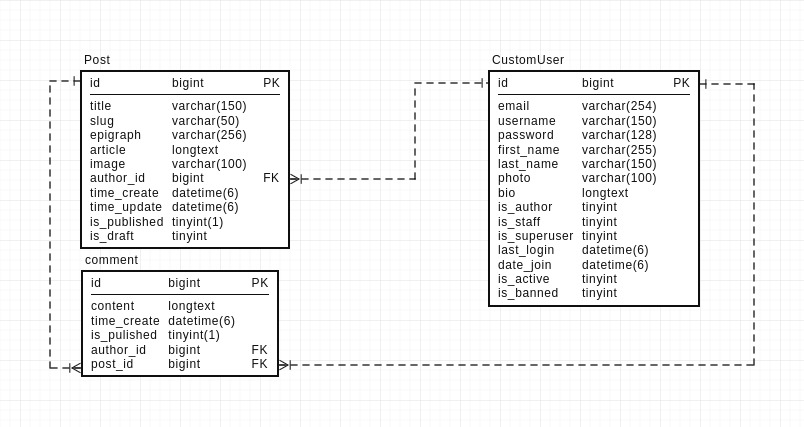 Post
id bigint PK
title varchar(150)
slug varchar(50)
epigraph varchar(256)
article longtext
image varchar(100)
author_id bigint FK
time_create datetime(6)
time_update datetime(6)
is_published tinyint(1)
is_draft tinyint
comment
id bigint PK
content longtext
time_create datetime(6)
is_pulished tinyint(1)
author_id bigint FK
post_id bigint FK
CustomUser
id bigint PK
email varchar(254)
username varchar(150)
password varchar(128)
first_name varchar(255)
last_name varchar(150)
photo varchar(100)
bio longtext
is_author tinyint
is_staff tinyint
is_superuser tinyint
last_login datetime(6)
date_join datetime(6)
is_active tinyint
is_banned tinyint